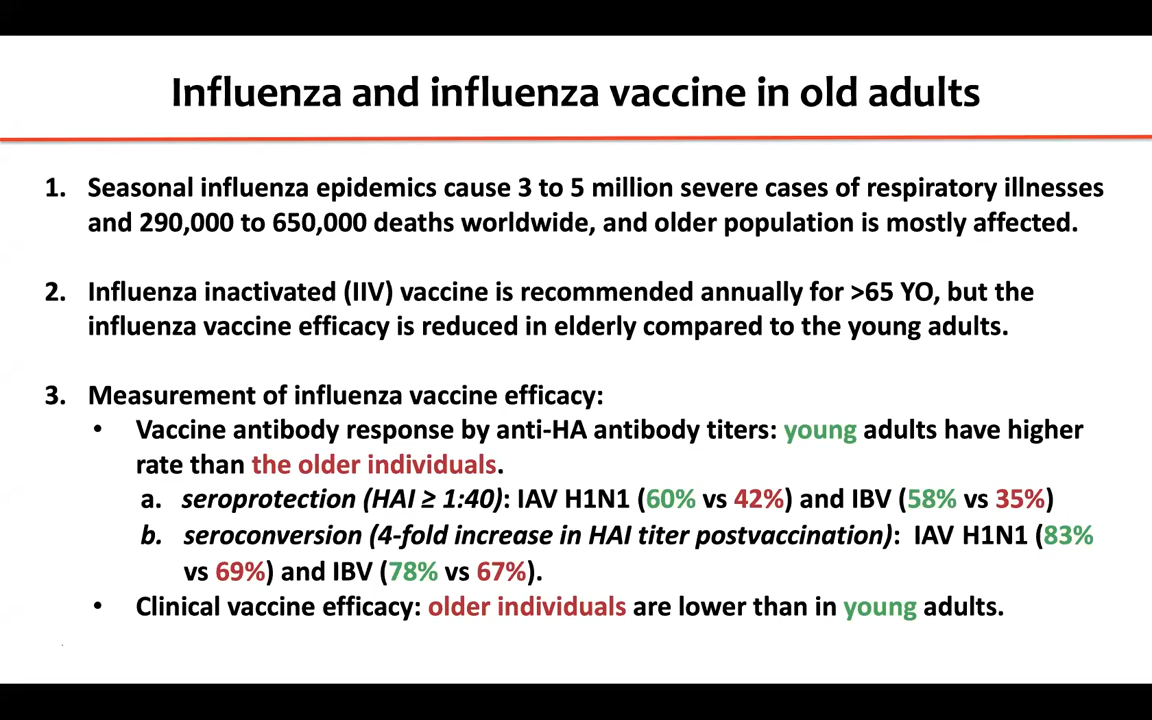 Influenza and influenza vaccine in old adults
1. Seasonal influenza epidemics cause 3 to 5 million severe cases of respiratory illnesses
and 290,000 to 650,000 deaths worldwide, and older population is mostly affected.
2. Influenza inactivated (IIV) vaccine is recommended annually for >65 YO, but the
influenza vaccine efficacy is reduced in elderly compared to the young adults.
3. Measurement of influenza vaccine efficacy:
• Vaccine antibody response by anti-HA antibody titers: young adults have higher
rate than the older individuals.
a. seroprotection (HAI ≥ 1:40): IAV H1N1 (60% vs 42%) and IBV (58% vs 35%)
b. seroconversion (4-fold increase in HAI titer postvaccination): IAV H1N1 (83%
vs 69%) and IBV (78% vs 67%).
• Clinical vaccine efficacy: older individuals are lower than in young adults.